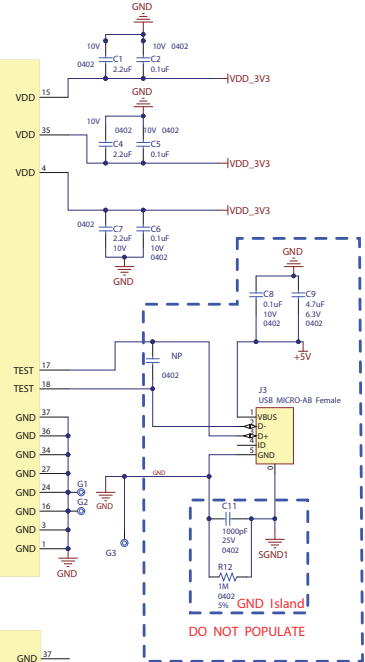 GND
10V
10V 0402
0402
C1
2.2uF
C2
0.1uF
VDD_3V3
VDD 15
GND
10V
0402
10V 0402
C4
2.2uF
C5
0.1uF
VDD 35
VDD_3V3
VDD 4
VDD_3V3
0402
C7
2.2uF
10V
C6
0.1uF
10V
0402
GND
GND
C8
0.1uF
10V
0402
C9
4.7uF
6.3V
0402
+5V
NP
0402
TEST 17
TEST 18
J3
USB MICRO-AB Female
1 VBUS
D-
D+
4 ID
5 GND
0
GND 37
GND 36
GND 34
GND 27
GND 24
GND 16
GND 3
GND 1
G1
G2
GND
GND
GND
G3
C11
1000pF
25V
0402
SGND1
R12
1M
0402
5%
GND Island
DO NOT POPULATE
GND 37